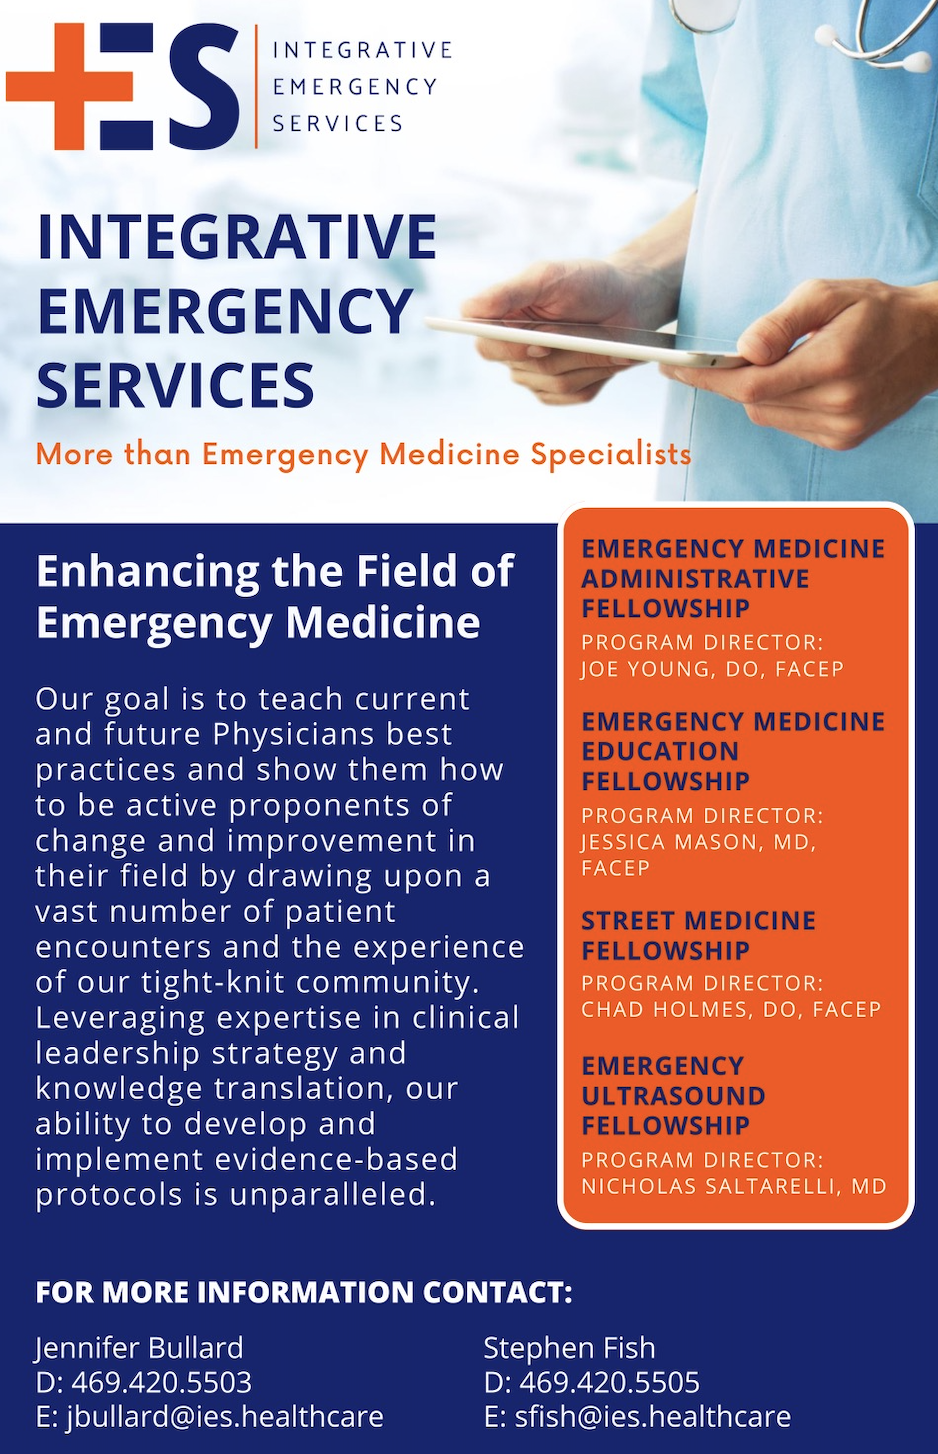 ES
INTEGRATIVE
EMERGENCY
SERVICES
INTEGRATIVE
EMERGENCY
SERVICES
More than Emergency Medicine Specialists
Enhancing the Field of
Emergency Medicine
Our goal is to teach current
and future Physicians best
practices and show them how
to be active proponents of
change and improvement in
their field by drawing upon a
vast number of patient
encounters and the experience
of our tight-knit community.
Leveraging expertise in clinical
leadership strategy and
knowledge translation, our
ability to develop and
implement evidence-based
protocols is unparalleled.
EMERGENCY MEDICINE
ADMINISTRATIVE
FELLOWSHIP
PROGRAM DIRECTOR:
JOE YOUNG, DO, FACEP
EMERGENCY MEDICINE
EDUCATION
FELLOWSHIP
PROGRAM DIRECTOR:
JESSICA MASON, MD,
FACEP
STREET MEDICINE
FELLOWSHIP
PROGRAM DIRECTOR:
CHAD HOLMES, DO, FACEP
EMERGENCY
ULTRASOUND
FELLOWSHIP
PROGRAM DIRECTOR:
NICHOLAS SALTARELLI, MD
FOR MORE INFORMATION CONTACT:
Jennifer Bullard
D: 469.420.5503
E: jbullard@ies.healthcare
Stephen Fish
D: 469.420.5505
E: sfish@ies.healthcare